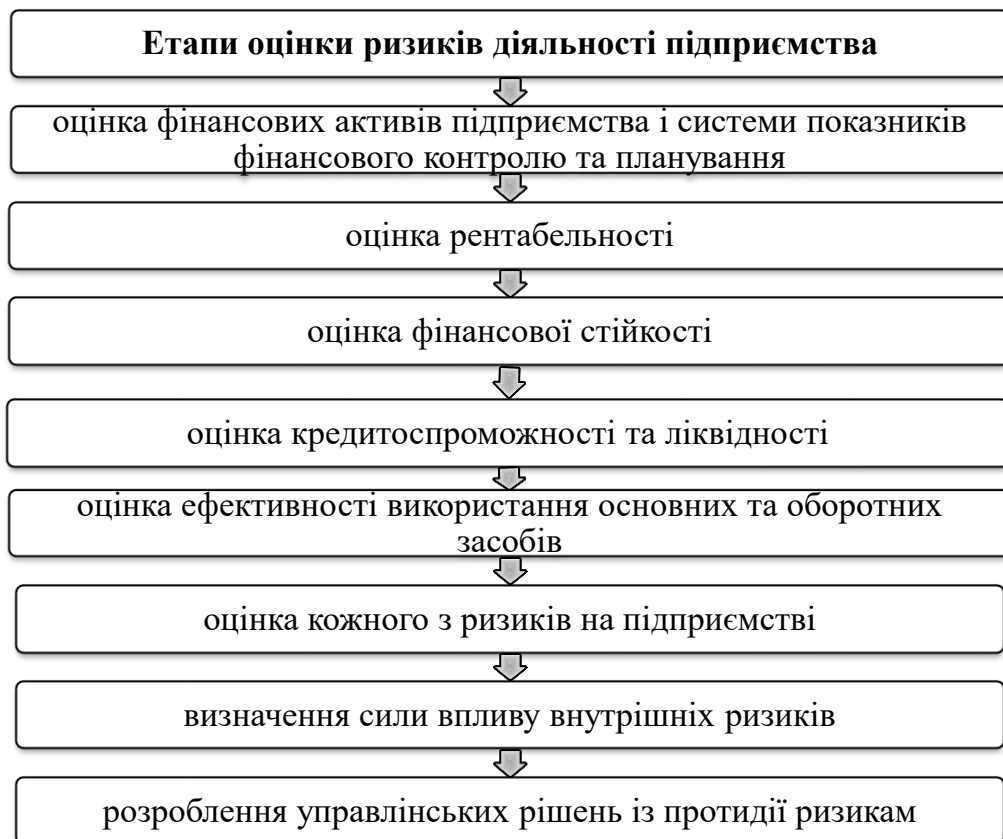 Етапи оцінки ризиків діяльності підприємства
оцінка фінансових активів підприємства і системи показників
фінансового контролю та планування
оцінка рентабельності
оцінка фінансової стійкості
оцінка кредитоспроможності та ліквідності
оцінка ефективності використання основних та оборотних
засобів
оцінка кожного з ризиків на підприємстві
визначення сили впливу внутрішніх ризиків
розроблення управлінських рішень із протидії ризикам